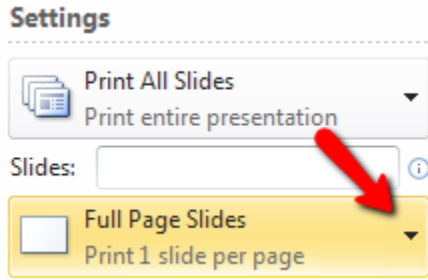 Settings
Print All Slides
Print entire presentation
Slides:
Full Page Slides
Print 1 slide per page